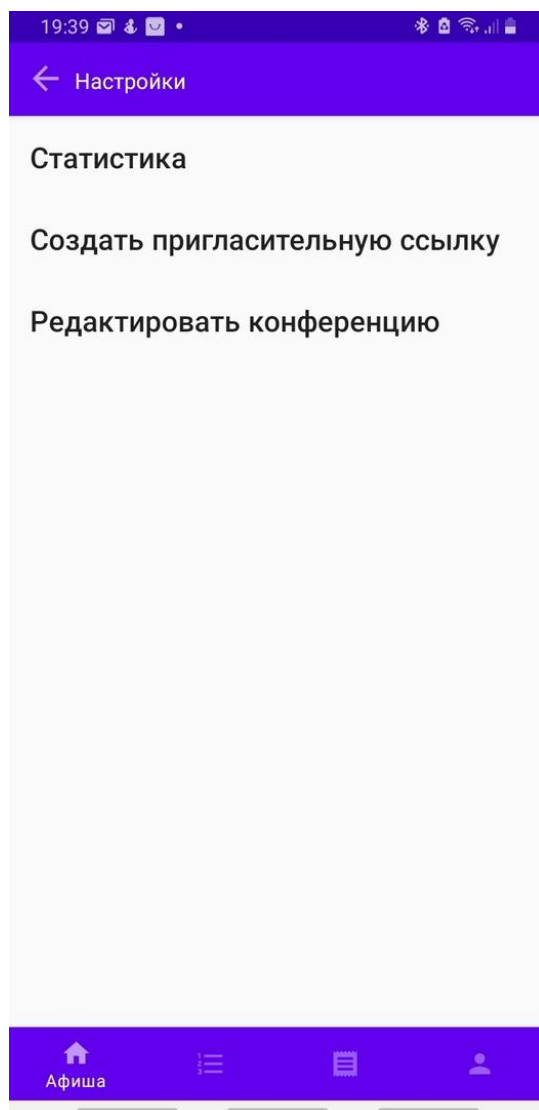 19:39
Настройки
Статистика
Создать пригласительную ссылку
Редактировать конференцию
Афиша